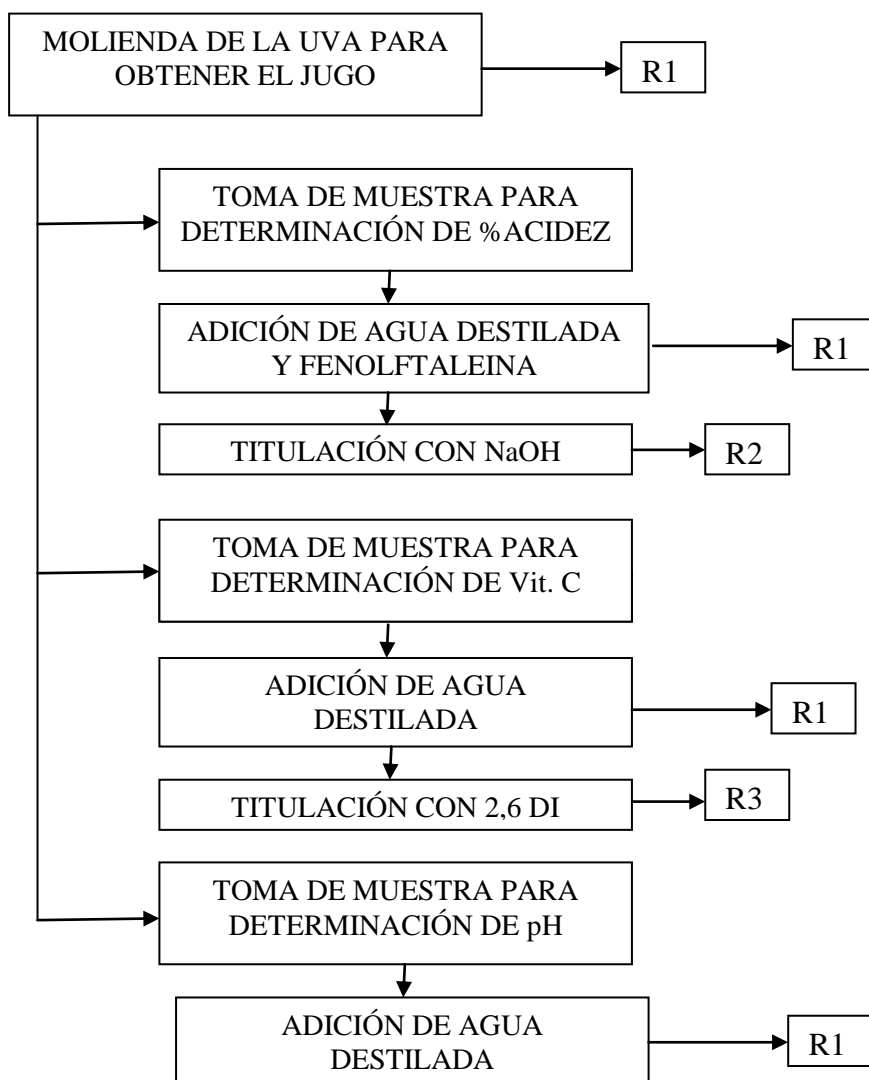 MOLIENDA DE LA UVA PARA
OBTENER EL JUGO
R1
TOMA DE MUESTRA PARA
DETERMINACIÓN DE %ACIDEZ
ADICIÓN DE AGUA DESTILADA
Y FENOLFTALEINA
R1
TITULACIÓN CON NaOH
R2
TOMA DE MUESTRA PARA
DETERMINACIÓN DE Vit. C
ADICIÓN DE AGUA
DESTILADA
R1
TITULACIÓN CON 2,6 DI
R3
TOMA DE MUESTRA PARA
DETERMINACIÓN DE pH
ADICIÓN DE AGUA
DESTILADA
R1